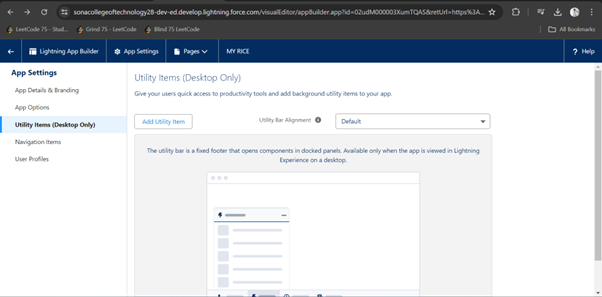 sonacollegeoftechnology28-dev-ed.develop.lightning.force.com/visualEditor/appBuilder.app?id=02udM000003XumTQAS&retUrl=https%3A...
LeetCode 75 – Stud...
Grind 75 - LeetCode
Blind 75 LeetCode
All Bookmarks
Lightning App Builder
App Settings
Pages
MY RICE
? Help
App Settings
App Details & Branding
App Options
Utility Items (Desktop Only)
Navigation Items
User Profiles
Utility Items (Desktop Only)
Give your users quick access to productivity tools and add background utility items to your app.
Add Utility Item
Utility Bar Alignment
Default
The utility bar is a fixed footer that opens components in docked panels. Available only when the app is viewed in Lightning
Experience on a desktop.